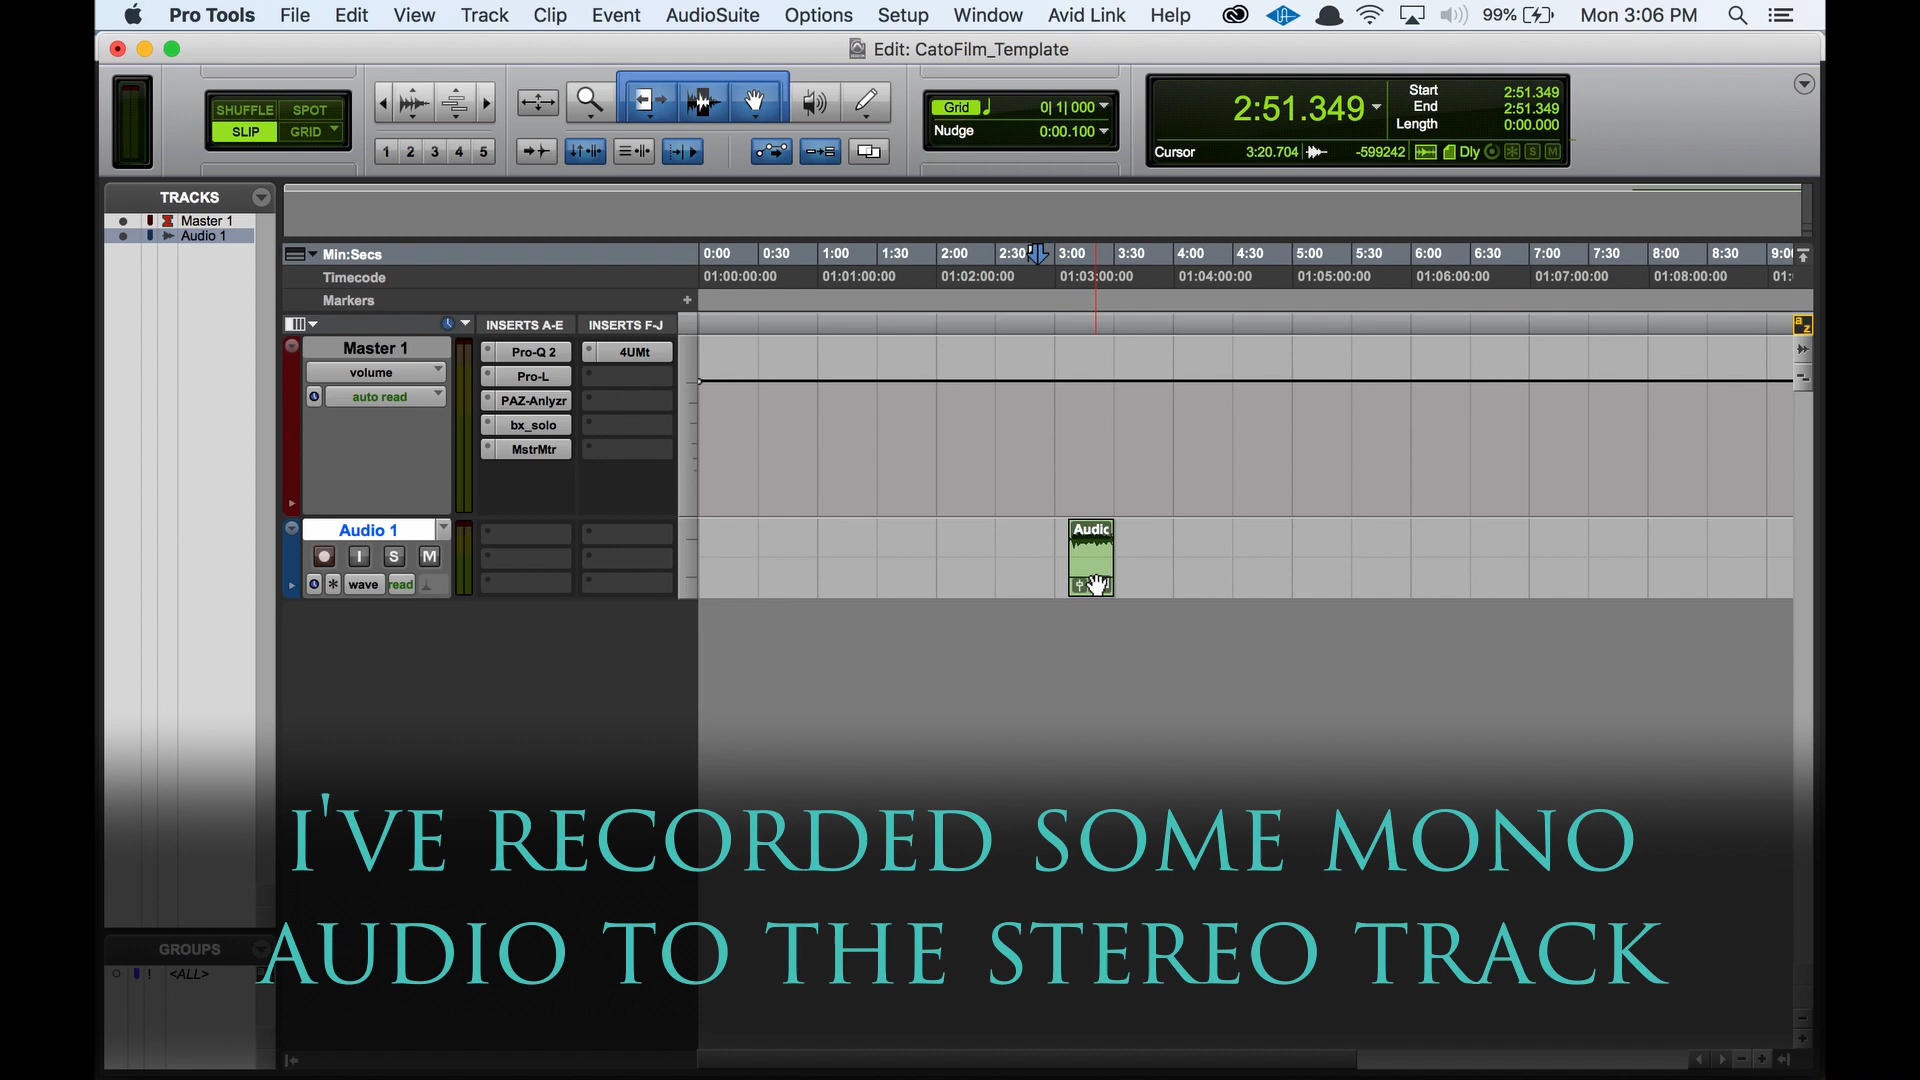 Pro Tools File Edit View Track Clip Event AudioSuite Options Setup Window Avid Link Help 99% Mon 3:06 PM
Edit: CatoFilm_Template
SHUFFLE SPOT
SLIP GRID
1 2 3 4 5
Grid 0| 1| 000
Nudge 0:00.100
2:51.349
Start 2:51.349
End 2:51.349
Length 0:00.000
Cursor 3:20.704 -599242 Dly S M
TRACKS
Master 1
Audio 1
Min:Secs 0:00 0:30 1:00 1:30 2:00 2:30 3:00 3:30 4:00 4:30 5:00 5:30 6:00 6:30 7:00 7:30 8:00 8:30 9:00
Timecode 01:00:00:00 01:01:00:00 01:02:00:00 01:03:00:00 01:04:00:00 01:05:00:00 01:06:00:00 01:07:00:00 01:08:00:00 01:
Markers +
INSERTS A-E INSERTS F-J
a z
Master 1
volume
auto read
Pro-Q 2 4UMt
Pro-L
PAZ-Anlyzr
bx_solo
MstrMtr
Audio 1 Audio
I S M
wave read
GROUPS
! <ALL>
I'VE RECORDED SOME MONO
AUDIO TO THE STEREO TRACK